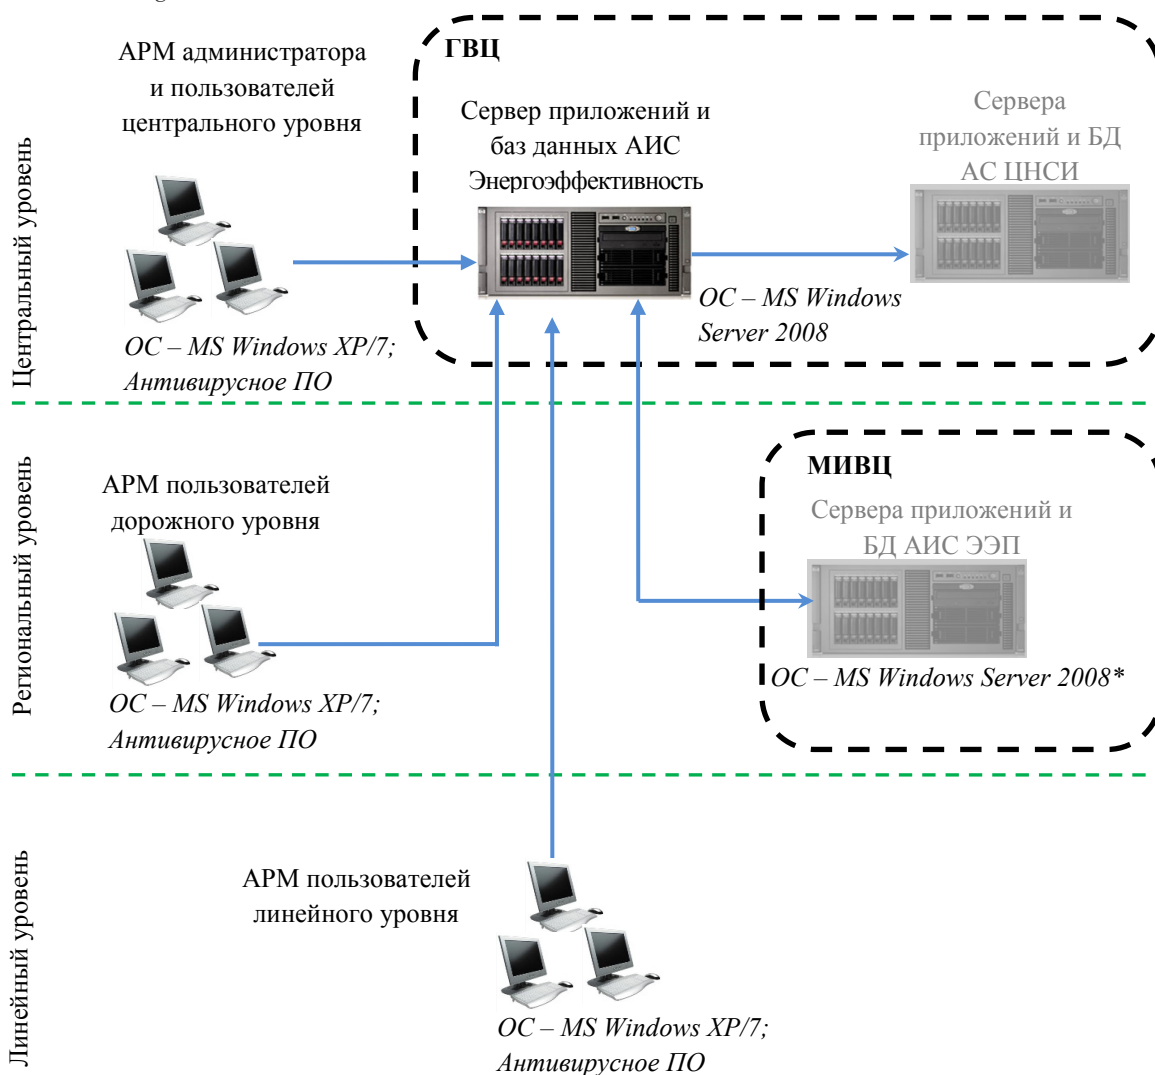 АРМ администратора
и пользователей
центрального уровня
ГВЦ
Сервер приложений и
баз данных АИС
Энергоэффективность
Сервера
приложений и БД
АС ЦНСИ
Центральный уровень
ОС – MS Windows XP/7;
Антивирусное ПО
ОС – MS Windows
Server 2008
Региональный уровень
АРМ пользователей
дорожного уровня
МИВЦ
Сервера приложений и
БД АИС ЭЭП
ОС – MS Windows Server 2008*
ОС – MS Windows XP/7;
Антивирусное ПО
Линейный уровень
АРМ пользователей
линейного уровня
ОС – MS Windows XP/7;
Антивирусное ПО